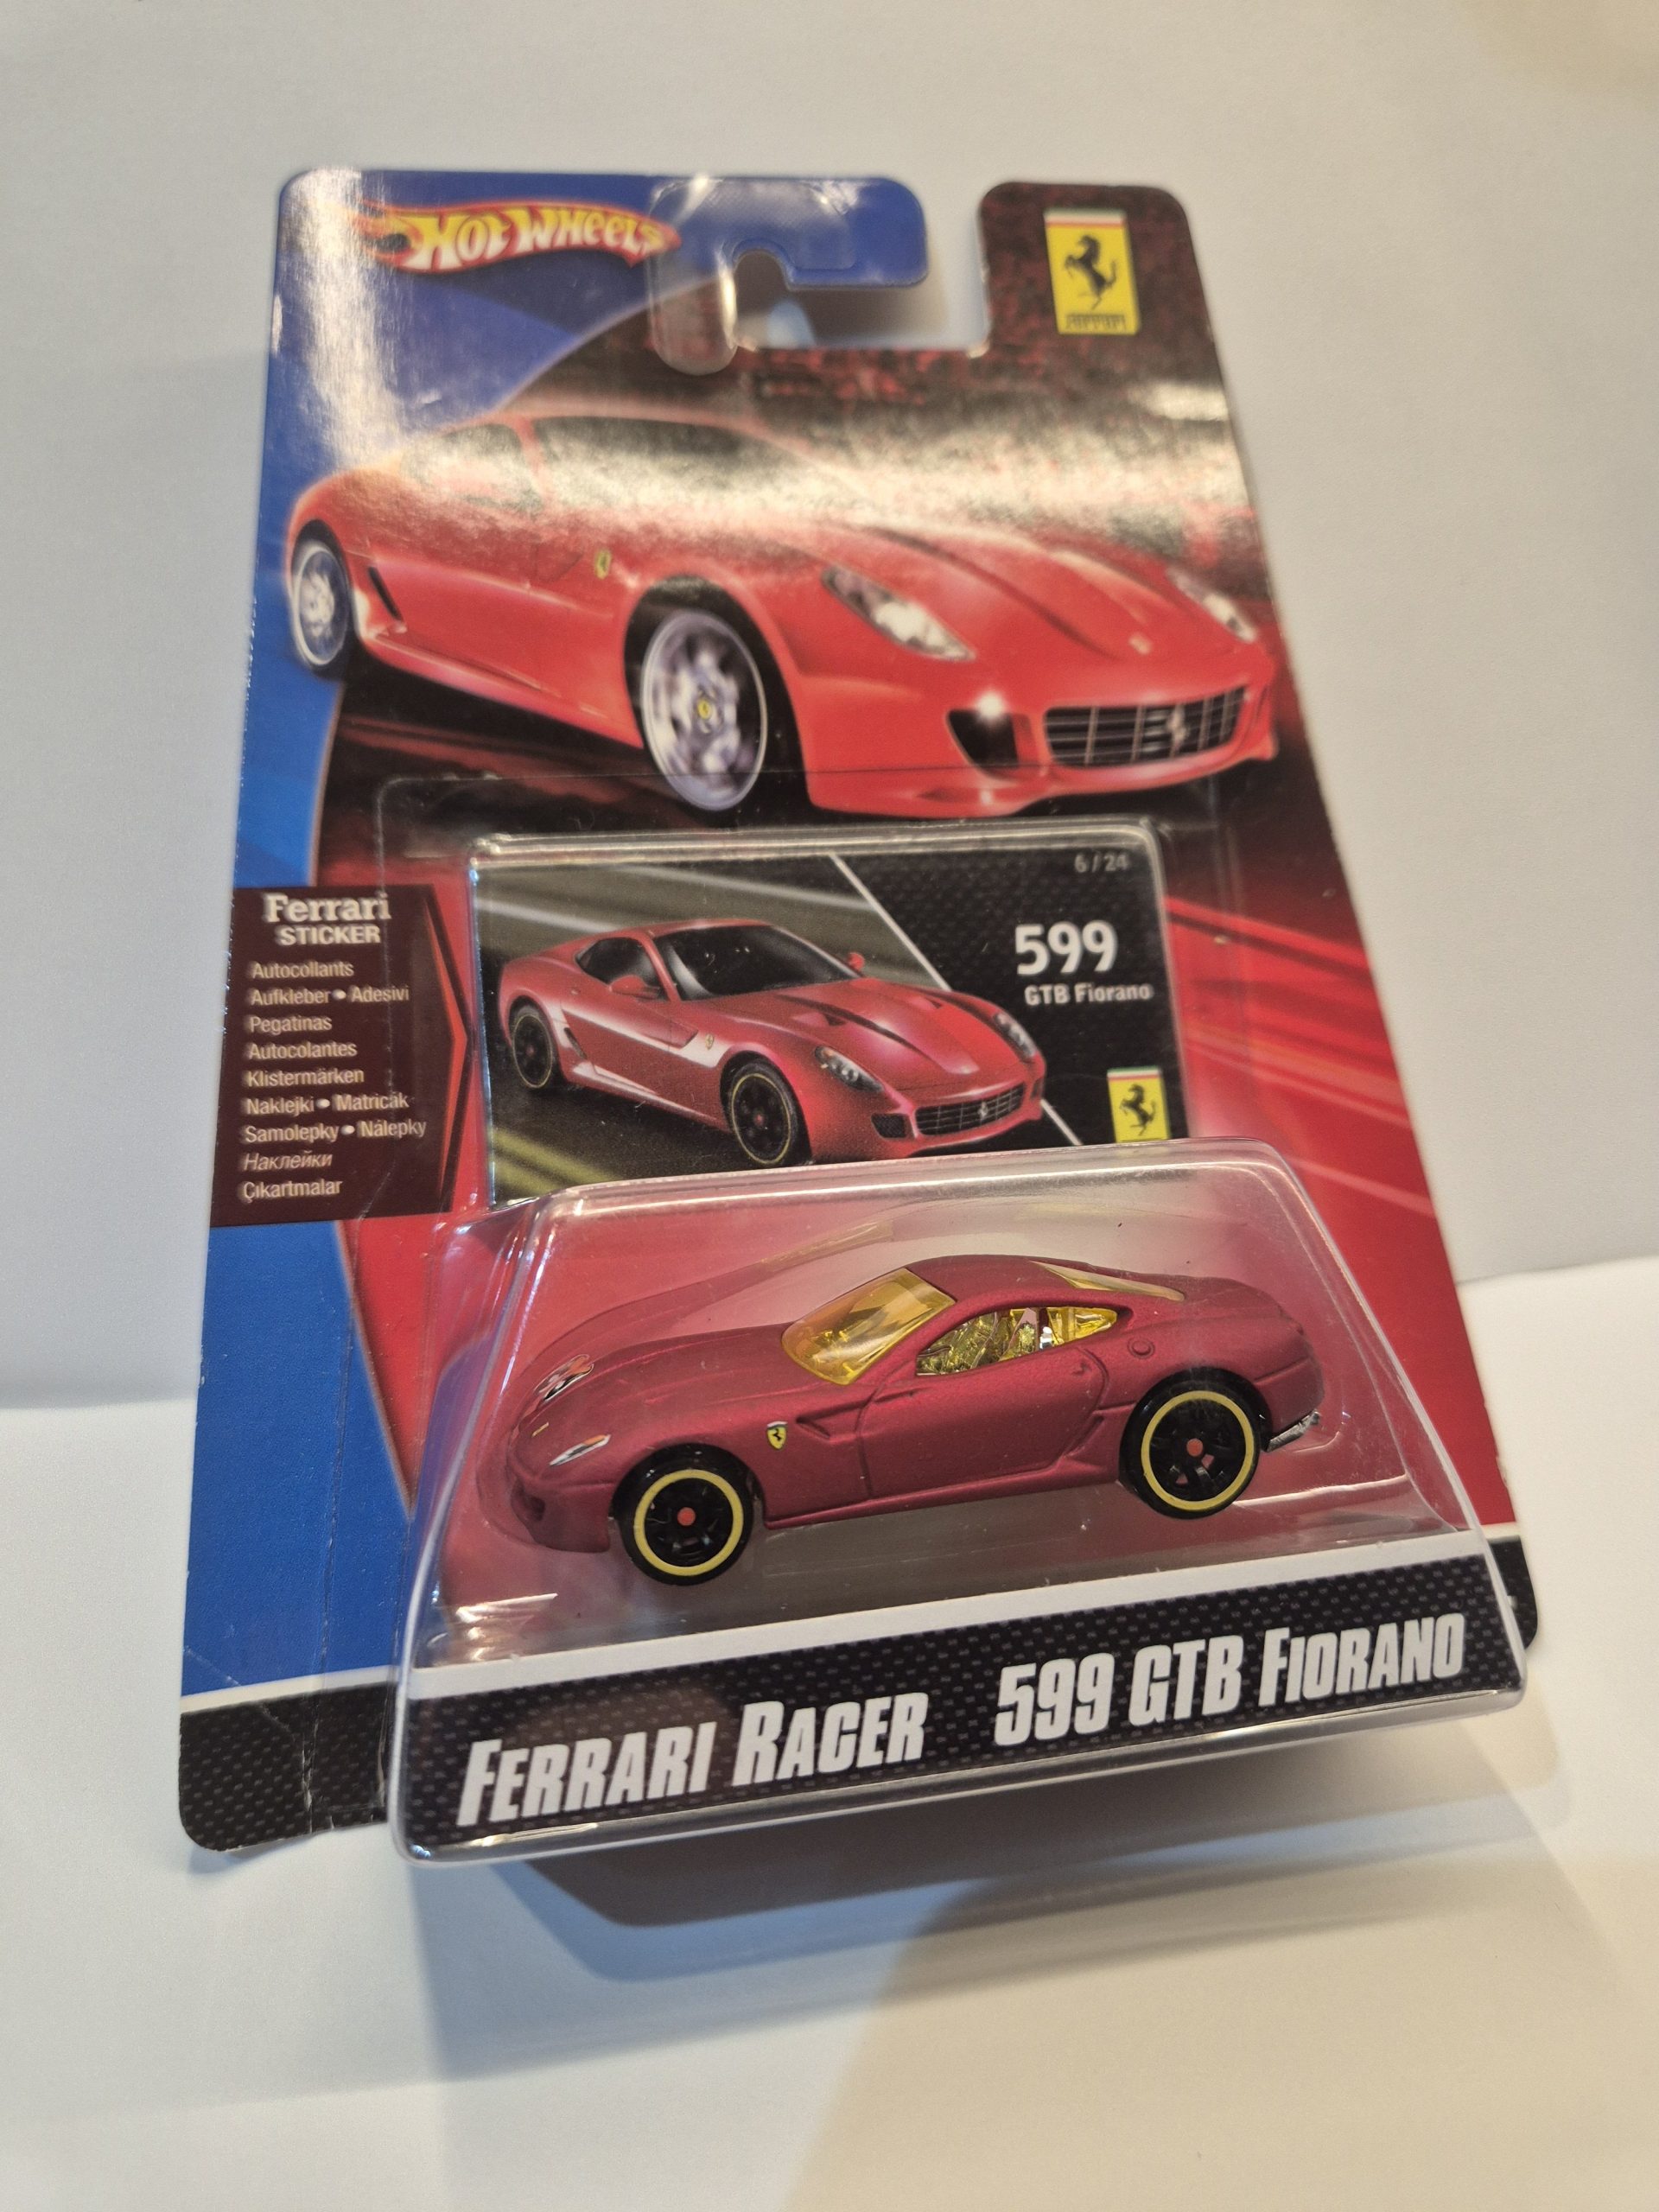 HOT WHEELS
Ferrari
6 / 24
599
GTB Fiorano
Ferrari
STICKER
Autocollants
Aufkleber • Adesivi
Pegatinas
Autocolantes
Klistermärken
Naklejki • Matricák
Samolepky • Nálepky
Наклейки
Çıkartmalar
FERRARI RACER 599 GTB FIORANO